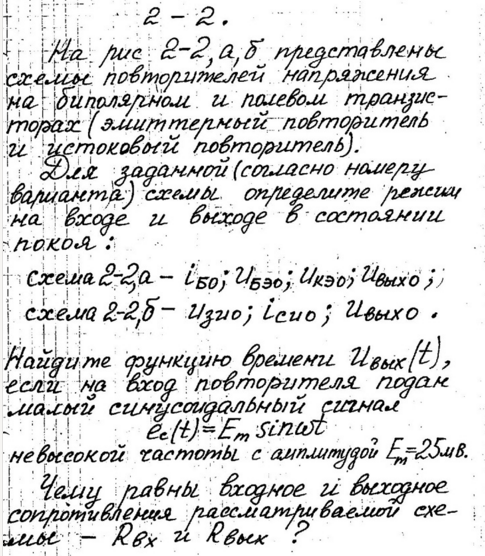 2-2.
На рис 2-2,а,б представлены
схемы повторителей напряжения
на биполярном и полевом транзис-
торах (эмиттерный повторитель
и истоковый повторитель).
Для заданной (согласно номеру
варианта) схемы определите режим
на входе и выходе в состоянии
покоя:
схема 2-2,а - iБ0; UБЭ0; UКЭ0; UВЫХ0;
схема 2-2,б - UЗИ0; iСИ0; UВЫХ0.
Найдите функцию времени Uвых(t),
если на вход повторителя подан
малый синусоидальный сигнал
ec(t)=Em sinωt
невысокой частоты с амплитудой Em=25мв.
Чему равны входное и выходное
сопротивления рассматриваемой схе-
мы - Rвх и Rвых ?